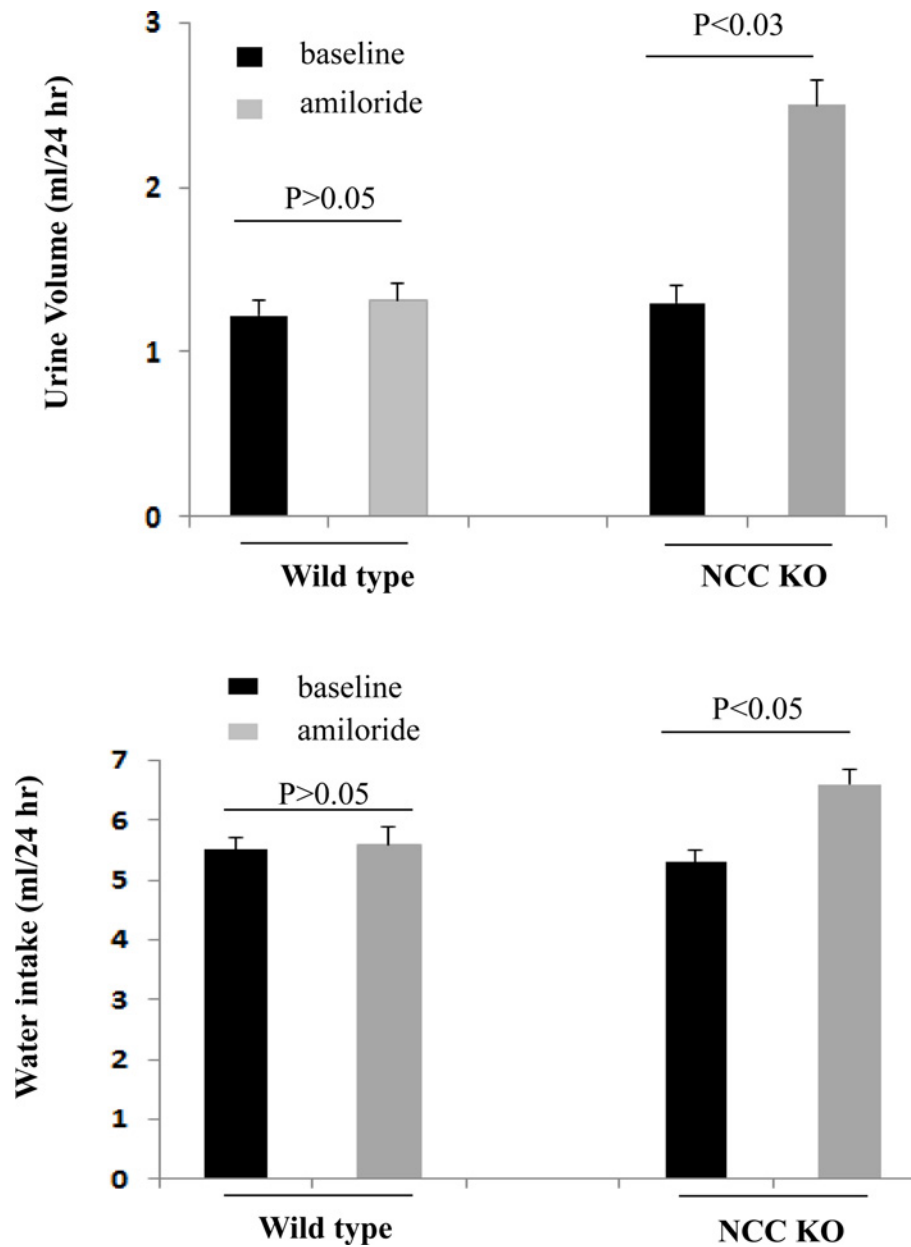 3
P<0.03
baseline
amiloride
2
P>0.05
Urine Volume (ml/24 hr)
1
0
Wild type
NCC KO
baseline
amiloride
P<0.05
7
P>0.05
6
5
Water intake (ml/24 hr)
4
3
2
1
0
Wild type
NCC KO